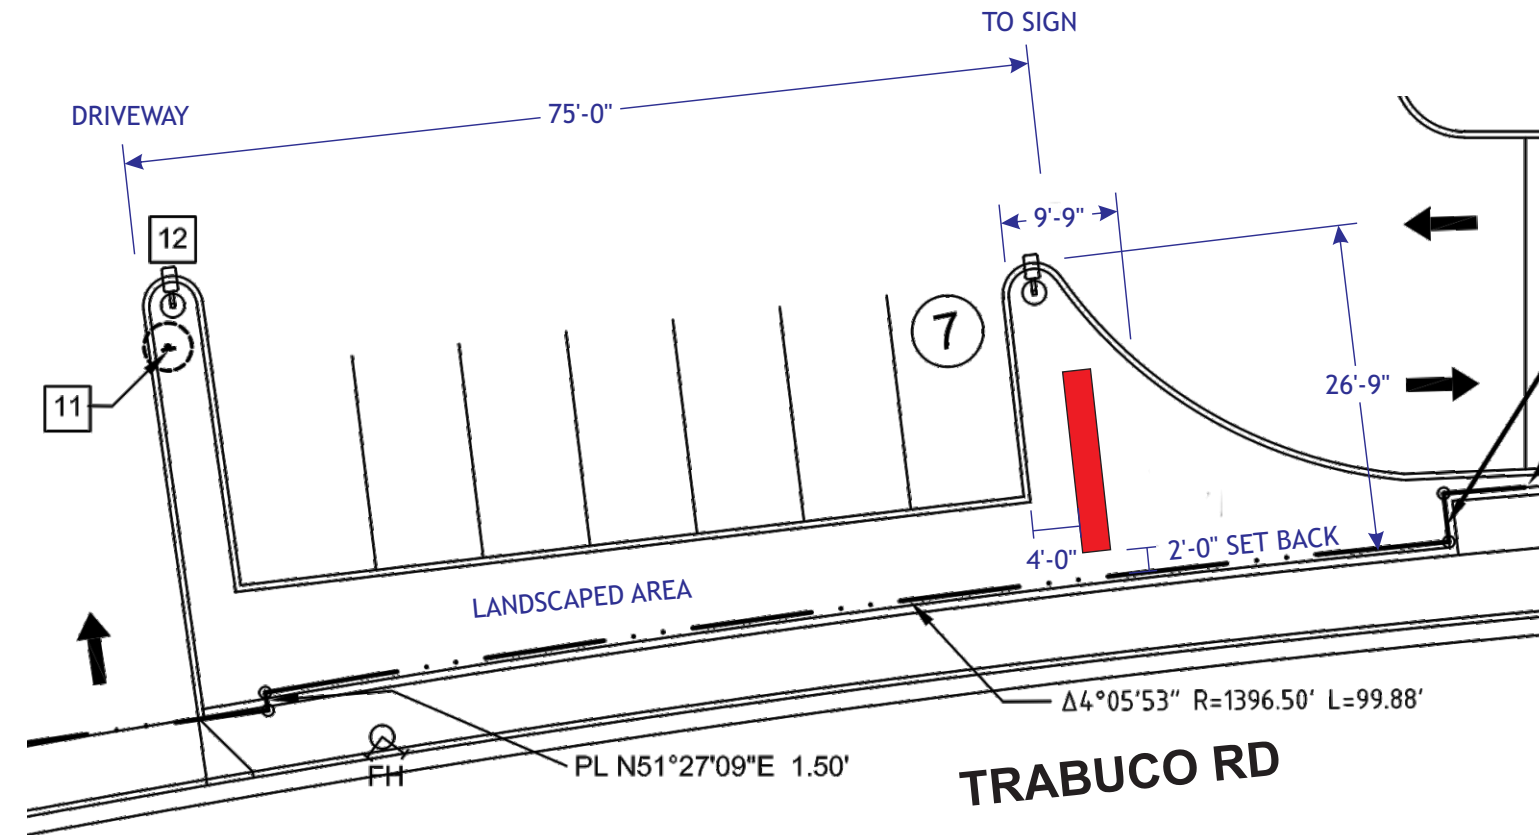 TO SIGN
DRIVEWAY
75'-0"
12
9'-9"
7
11
26'-9"
2'-0" SET BACK
4'-0"
LANDSCAPED AREA
Δ4°05'53" R=1396.50' L=99.88'
PL N51°27'09"E 1.50'
FH
TRABUCO RD